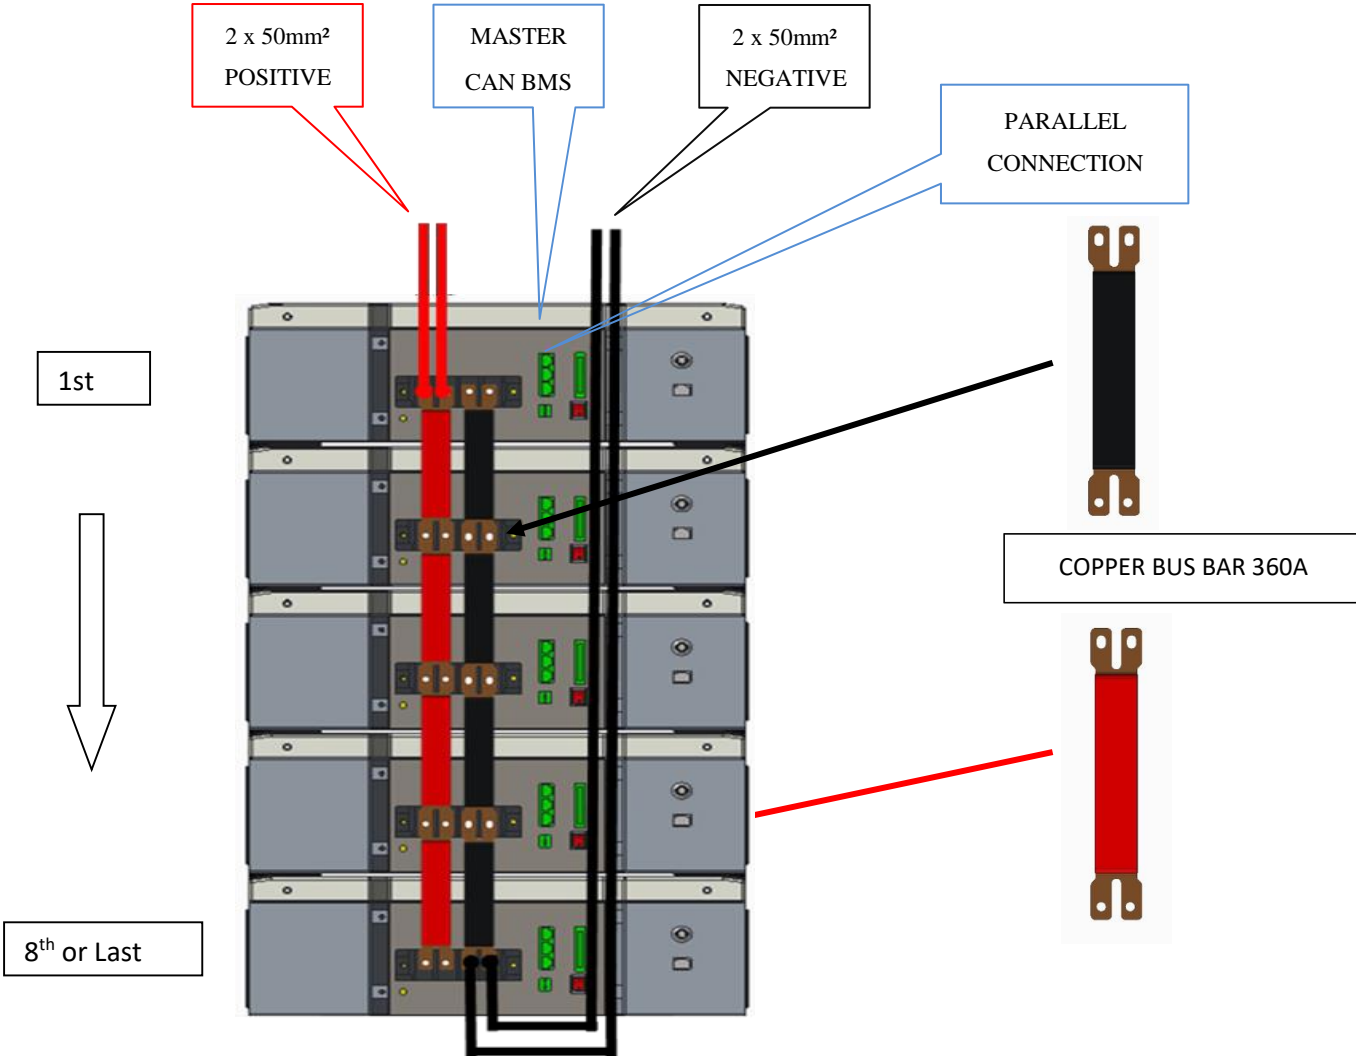 2 x 50mm²
POSITIVE
MASTER
CAN BMS
2 x 50mm²
NEGATIVE
PARALLEL
CONNECTION
1st
COPPER BUS BAR 360A
8th or Last